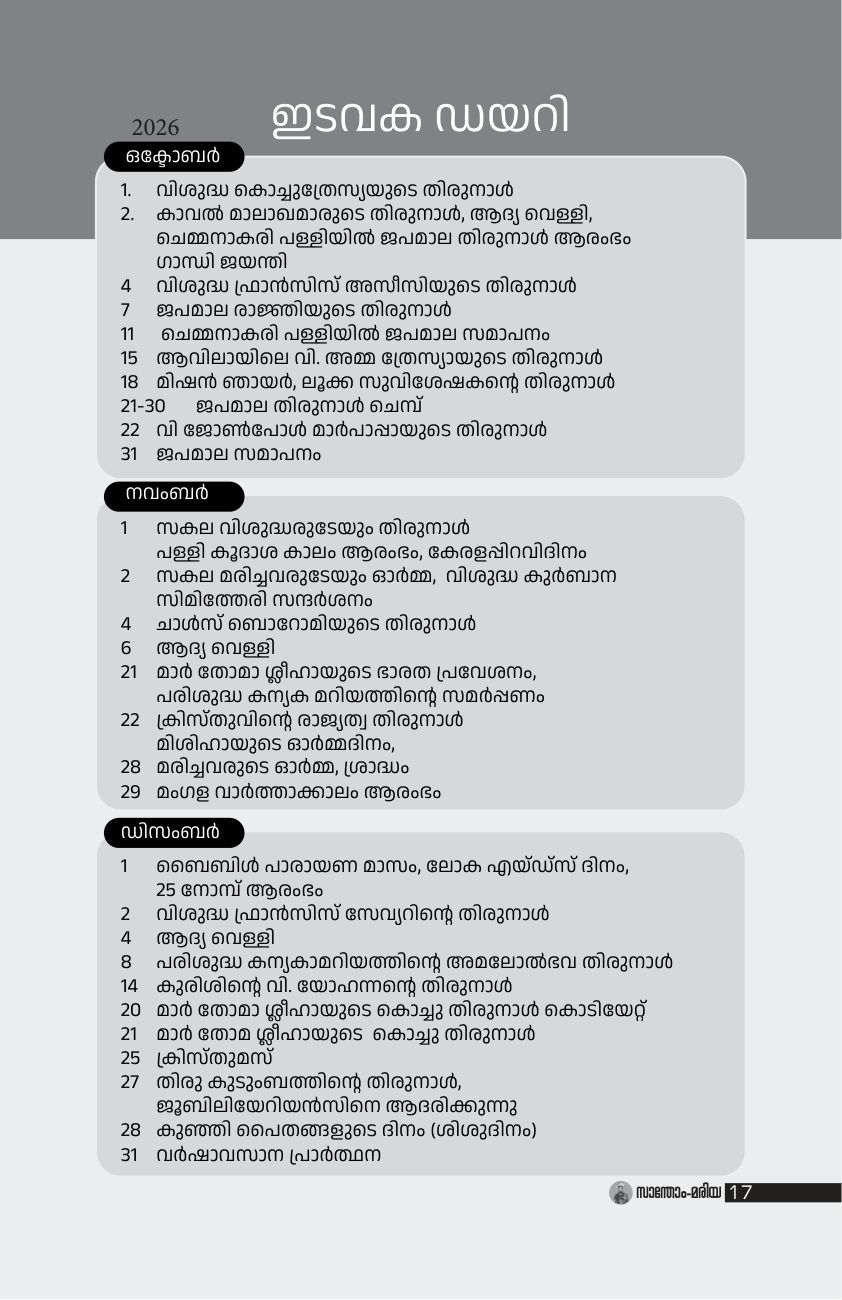 ഇടവക ഡയറി
2026
ഒക്ടോബർ
1. വിശുദ്ധ കൊച്ചുത്രേസ്യയുടെ തിരുനാൾ
2. കാവൽ മാലാഖമാരുടെ തിരുനാൾ, ആദ്യ വെള്ളി,
ചെമ്മനാകരി പള്ളിയിൽ ജപമാല തിരുനാൾ ആരംഭം
ഗാന്ധി ജയന്തി
4 വിശുദ്ധ ഫ്രാൻസിസ് അസീസിയുടെ തിരുനാൾ
7 ജപമാല രാജ്ഞിയുടെ തിരുനാൾ
11 ചെമ്മനാകരി പള്ളിയിൽ ജപമാല സമാപനം
15 ആവിലായിലെ വി. അമ്മ ത്രേസ്യായുടെ തിരുനാൾ
18 മിഷൻ ഞായർ, ലൂക്ക സുവിശേഷകന്റെ തിരുനാൾ
21-30 ജപമാല തിരുനാൾ ചെമ്പ്
22 വി ജോൺപോൾ മാർപാപ്പായുടെ തിരുനാൾ
31 ജപമാല സമാപനം
നവംബർ
1 സകല വിശുദ്ധരുടേയും തിരുനാൾ
പള്ളി കൂദാശ കാലം ആരംഭം, കേരളപ്പിറവിദിനം
2 സകല മരിച്ചവരുടേയും ഓർമ്മ, വിശുദ്ധ കുർബാന
സിമിത്തേരി സന്ദർശനം
4 ചാൾസ് ബൊറോമിയുടെ തിരുനാൾ
6 ആദ്യ വെള്ളി
21 മാർ തോമാ ശ്ലീഹായുടെ ഭാരത പ്രവേശനം,
പരിശുദ്ധ കന്യക മറിയത്തിന്റെ സമർപ്പണം
22 ക്രിസ്തുവിന്റെ രാജ്യത്വ തിരുനാൾ
മിശിഹായുടെ ഓർമ്മദിനം,
28 മരിച്ചവരുടെ ഓർമ്മ, ശ്രാദ്ധം
29 മംഗള വാർത്താക്കാലം ആരംഭം
ഡിസംബർ
1 ബൈബിൾ പാരായണ മാസം, ലോക എയ്ഡ്സ് ദിനം,
25 നോമ്പ് ആരംഭം
2 വിശുദ്ധ ഫ്രാൻസിസ് സേവ്യറിന്റെ തിരുനാൾ
4 ആദ്യ വെള്ളി
8 പരിശുദ്ധ കന്യകാമറിയത്തിന്റെ അമലോൽഭവ തിരുനാൾ
14 കുരിശിന്റെ വി. യോഹന്നന്റെ തിരുനാൾ
20 മാർ തോമാ ശ്ലീഹായുടെ കൊച്ചു തിരുനാൾ കൊടിയേറ്റ്
21 മാർ തോമ ശ്ലീഹായുടെ കൊച്ചു തിരുനാൾ
25 ക്രിസ്തുമസ്
27 തിരു കുടുംബത്തിന്റെ തിരുനാൾ,
ജൂബിലിയേറിയൻസിനെ ആദരിക്കുന്നു
28 കുഞ്ഞി പൈതങ്ങളുടെ ദിനം (ശിശുദിനം)
31 വർഷാവസാന പ്രാർത്ഥന
സാന്തോം-മരിയ 17